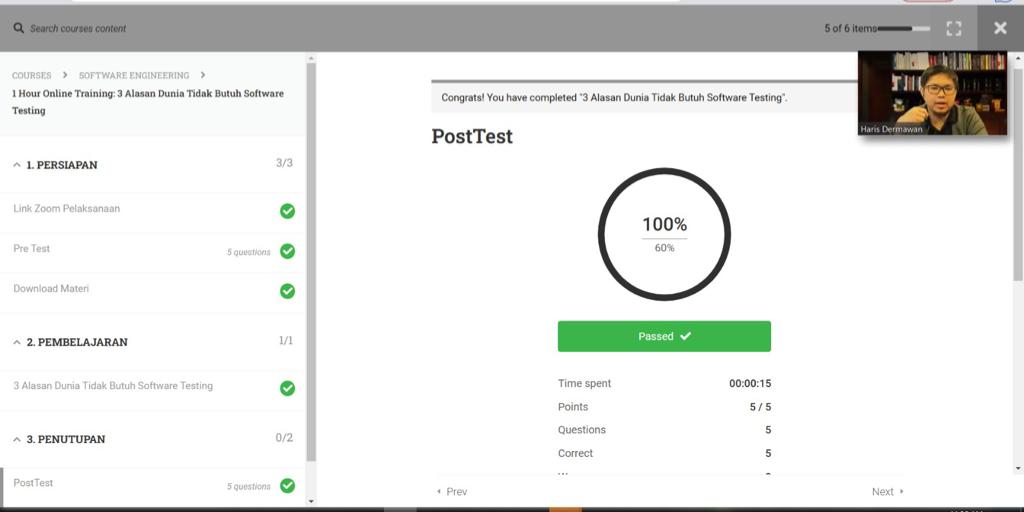 Search courses content
5 of 6 items
COURSES > SOFTWARE ENGINEERING >
1 Hour Online Training: 3 Alasan Dunia Tidak Butuh Software
Testing
1. PERSIAPAN 3/3
Link Zoom Pelaksanaan
Pre Test 5 questions
Download Materi
2. PEMBELAJARAN 1/1
3 Alasan Dunia Tidak Butuh Software Testing
3. PENUTUPAN 0/2
PostTest 5 questions
Congrats! You have completed "3 Alasan Dunia Tidak Butuh Software Testing".
PostTest
100%
60%
Passed
Time spent 00:00:15
Points 5 / 5
Questions 5
Correct 5
Prev
Next
Haris Dermawan